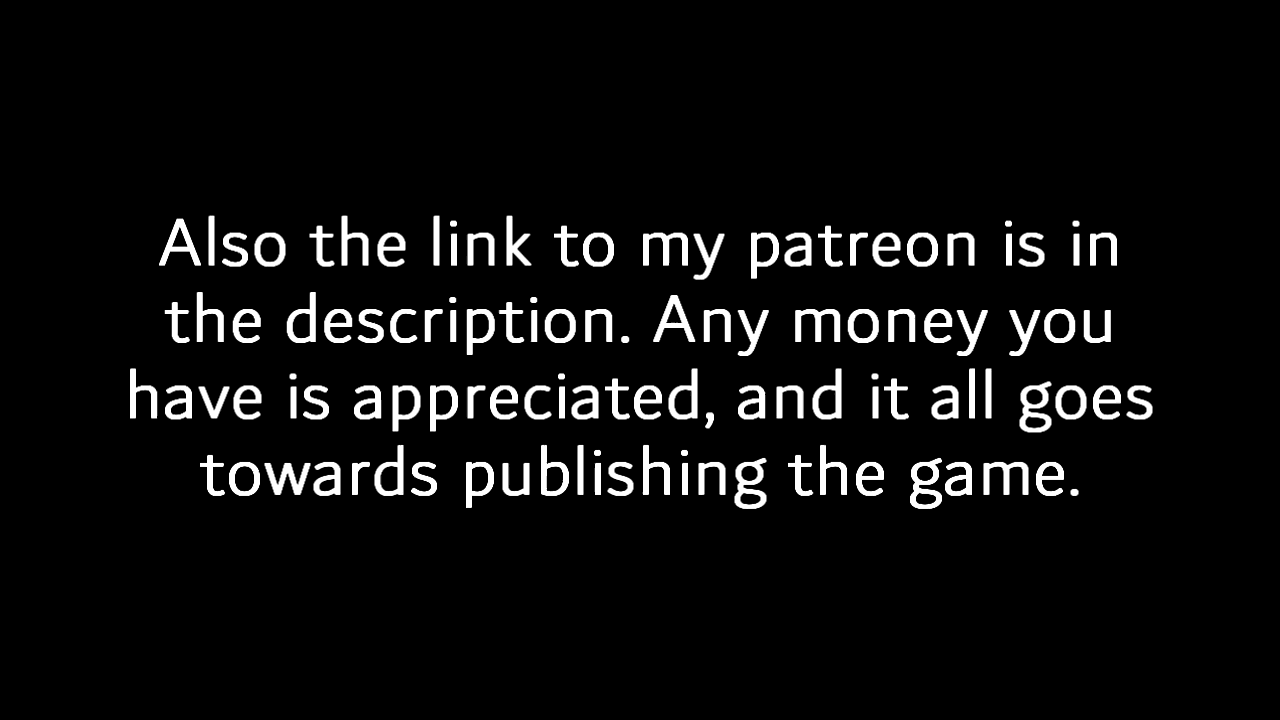 Also the link to my patreon is in
the description. Any money you
have is appreciated, and it all goes
towards publishing the game.